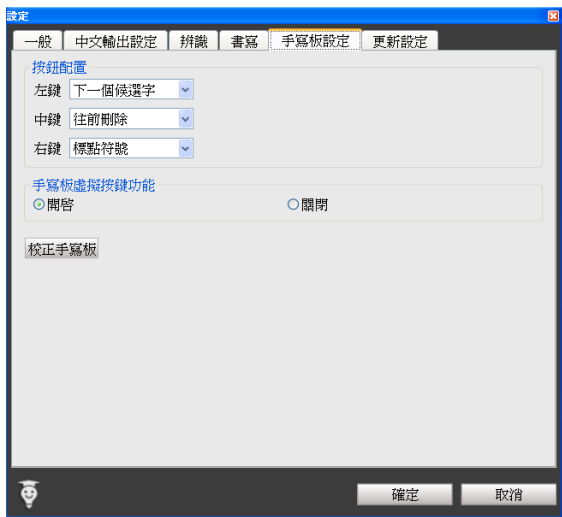 設定
一般 中文輸出設定 辨識 書寫 手寫板設定 更新設定
按鈕配置
左鍵 下一個候選字
中鍵 往前刪除
右鍵 標點符號
手寫板虛擬按鍵功能
開啓 關閉
校正手寫板
確定 取消